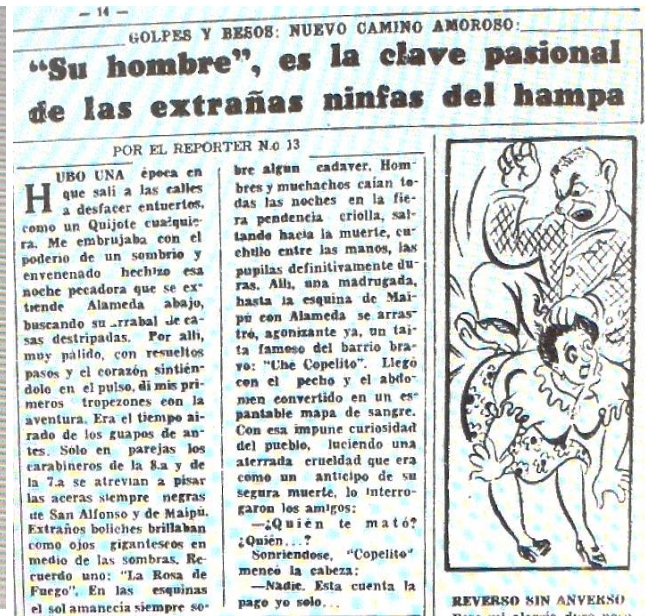 — 14 —
GOLPES Y BESOS: NUEVO CAMINO AMOROSO:
“Su hombre”, es la clave pasional
de las extrañas ninfas del hampa
POR EL REPORTER N.o 13
HUBO UNA época en
que salí a las calles
a desfacer entuertos,
como un Quijote cualquie-
ra. Me embrujaba con el
poderío de un sombrío y
envenenado hechizo esa
noche pecadora que se ex-
tiende Alameda abajo,
buscando su arrabal de ca-
sas destripadas. Por allí,
muy pálido, con resueltos
pasos y el corazón sintién-
dolo en el pulso, di mis pri-
meros tropezones con la
aventura. Era el tiempo ai-
rado de los guapos de an-
tes. Sólo en parejas los
carabineros de la 8.a y de
la 7.a se atrevían a pisar
las aceras siempre negras
de San Alfonso y de Maipú.
Extraños boliches brillaban
como ojos gigantescos en
medio de las sombras. Re-
cuerdo uno: "La Rosa de
Fuego". En las esquinas
el sol amanecía siempre so-
bre algun cadaver. Hom-
bres y muchachos caían to-
das las noches en la fie-
ra pendencia criolla, sal-
tando hacia la muerte, cu-
chillo entre las manos, las
pupilas definitivamente du-
ras. Allí, una madrugada,
hasta la esquina de Mai-
pú con Alameda se arras-
tró, agonizante ya, un tai-
ta famoso del barrio bra-
vo: "Ché Copelito". Llegó
con el pecho y el abdo-
men convertido en un es-
pantable mapa de sangre.
Con esa impune curiosidad
del pueblo, luciendo una
aterrada crueldad que era
como un anticipo de su
segura muerte, lo interro-
garon los amigos:
—¿Quién te mató?
¿Quién...?
Sonriendose, "Copelito"
meneó la cabeza:
—Nadie. Esta cuenta la
pago yo solo...
REVERSO SIN ANVERSO